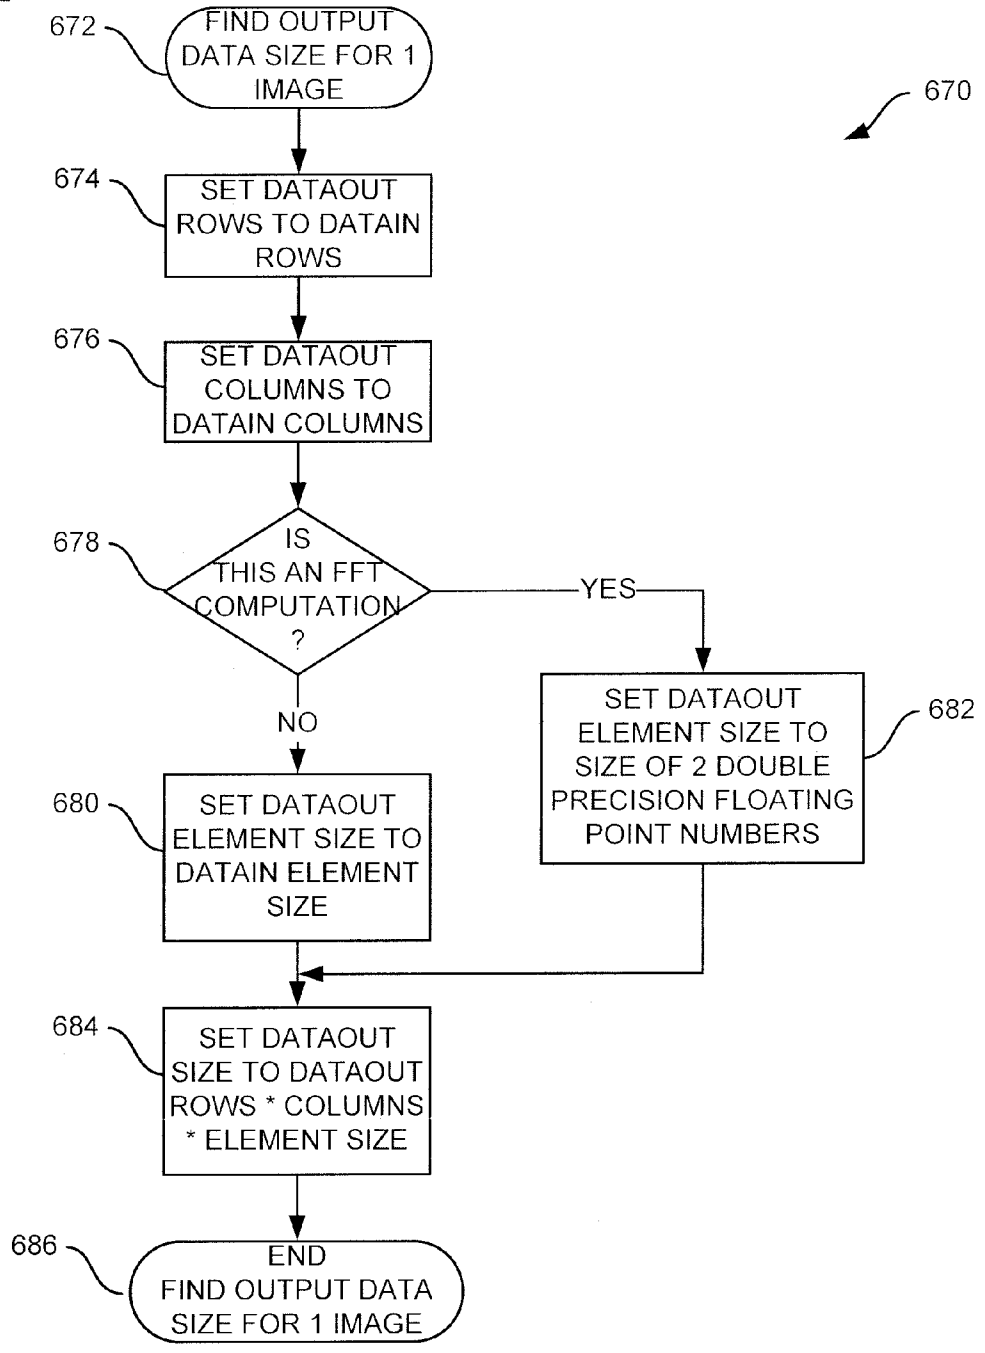 672
FIND OUTPUT
DATA SIZE FOR 1
IMAGE
670
674
SET DATAOUT
ROWS TO DATAIN
ROWS
676
SET DATAOUT
COLUMNS TO
DATAIN COLUMNS
678
IS
THIS AN FFT
COMPUTATION
?
YES
NO
682
SET DATAOUT
ELEMENT SIZE TO
SIZE OF 2 DOUBLE
PRECISION FLOATING
POINT NUMBERS
680
SET DATAOUT
ELEMENT SIZE TO
DATAIN ELEMENT
SIZE
684
SET DATAOUT
SIZE TO DATAOUT
ROWS * COLUMNS
* ELEMENT SIZE
686
END
FIND OUTPUT DATA
SIZE FOR 1 IMAGE